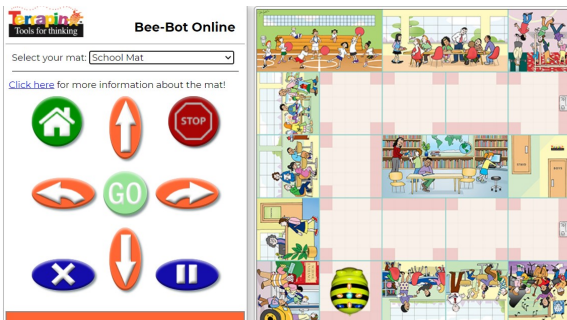 Terrapin
Tools for thinking
Bee-Bot Online
Select your mat: School Mat
Click here for more information about the mat!
STOP
GO